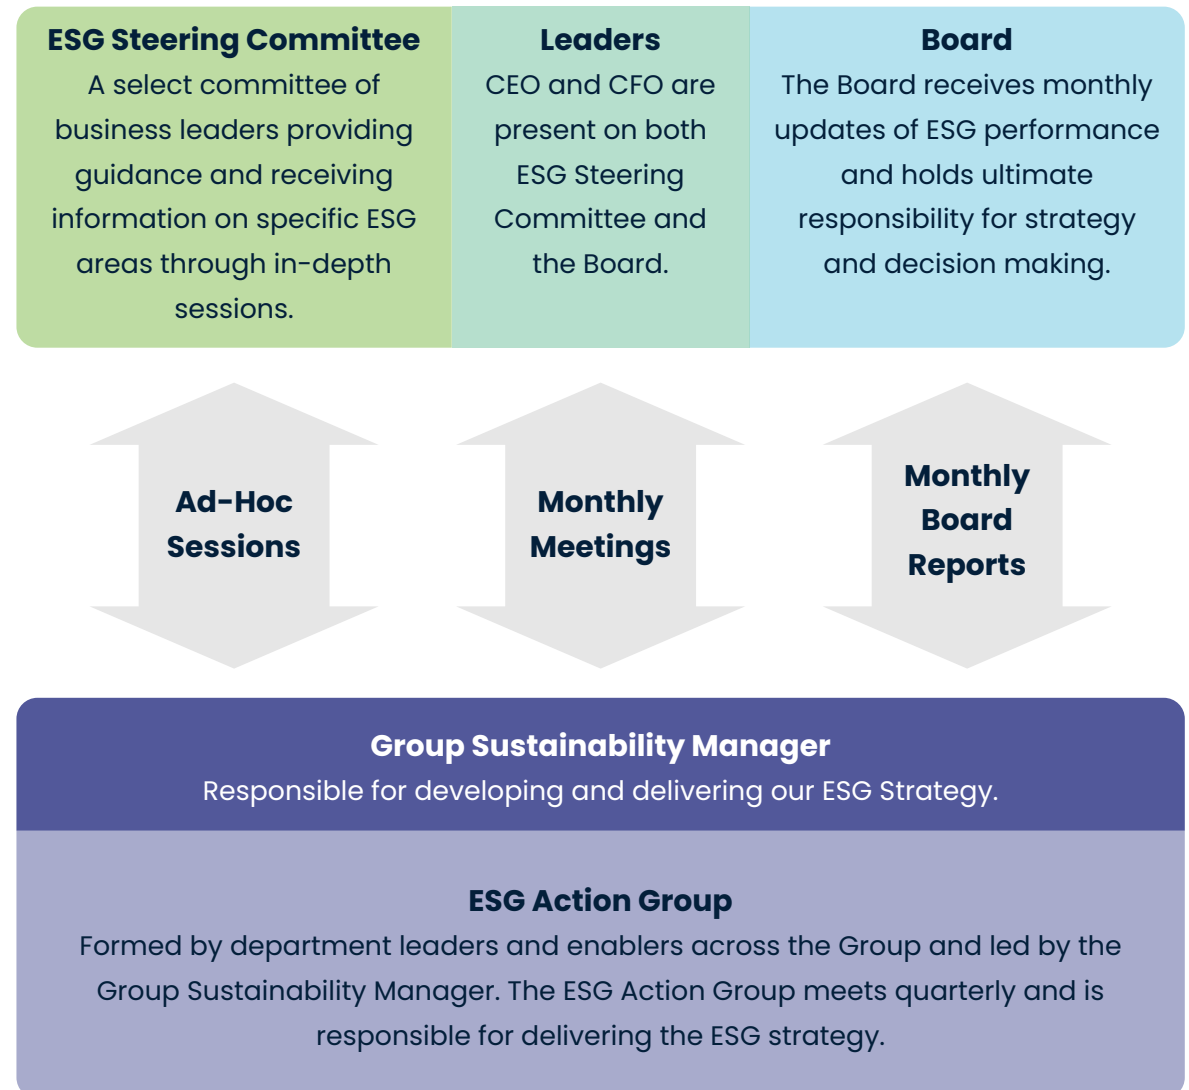 ESG Steering Committee
A select committee of
business leaders providing
guidance and receiving
information on specific ESG
areas through in-depth
sessions.
Leaders
CEO and CFO are
present on both
ESG Steering
Committee and
the Board.
Board
The Board receives monthly
updates of ESG performance
and holds ultimate
responsibility for strategy
and decision making.
Ad-Hoc
Sessions
Monthly
Meetings
Monthly
Board
Reports
Group Sustainability Manager
Responsible for developing and delivering our ESG Strategy.
ESG Action Group
Formed by department leaders and enablers across the Group and led by the
Group Sustainability Manager. The ESG Action Group meets quarterly and is
responsible for delivering the ESG strategy.